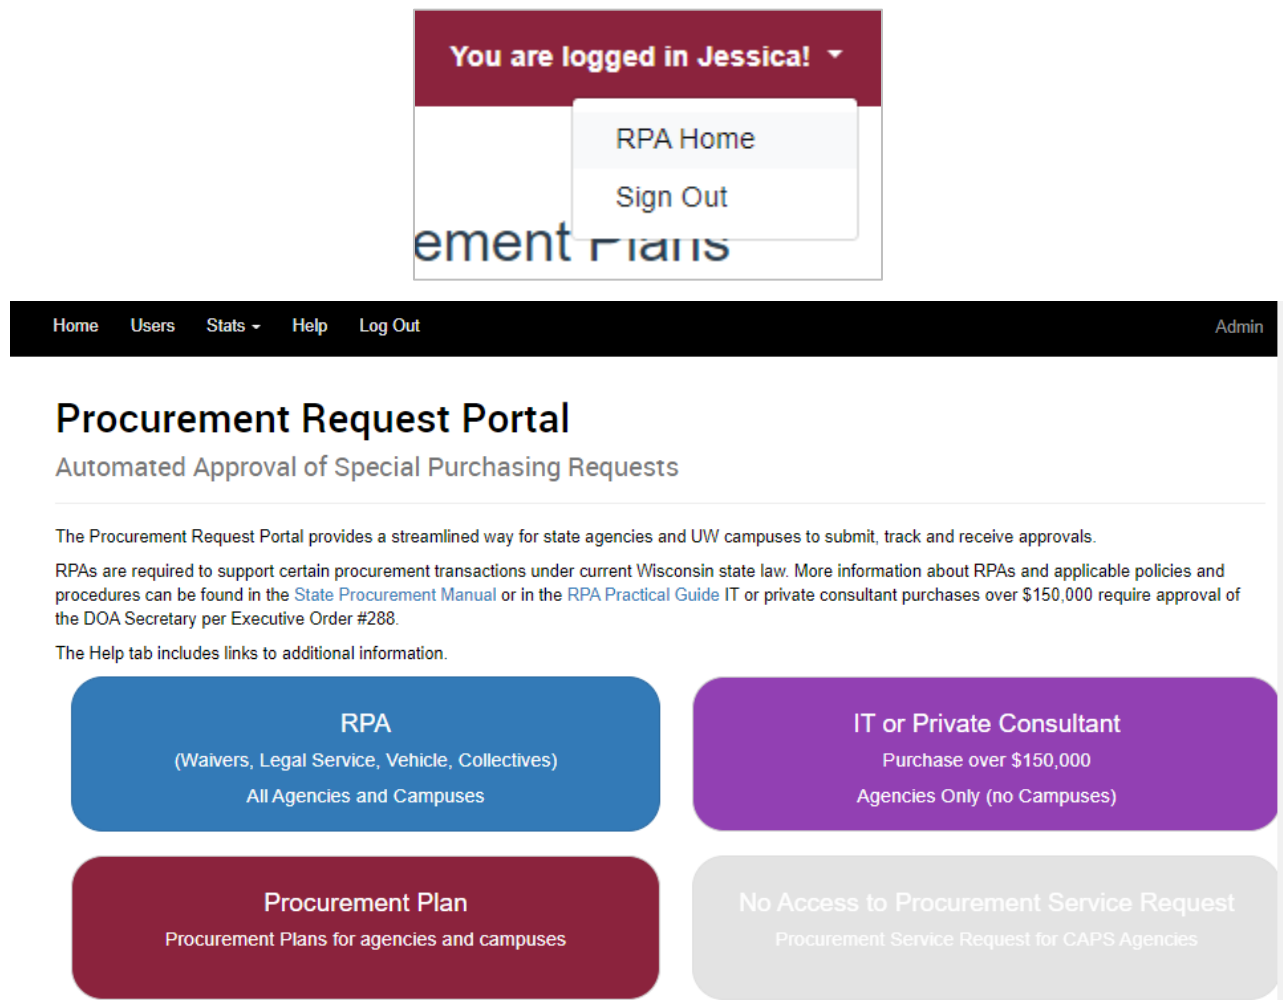 You are logged in Jessica!
RPA Home
Sign Out
ement Plans
Home Users Stats Help Log Out Admin
Procurement Request Portal
Automated Approval of Special Purchasing Requests
The Procurement Request Portal provides a streamlined way for state agencies and UW campuses to submit, track and receive approvals.
RPAs are required to support certain procurement transactions under current Wisconsin state law. More information about RPAs and applicable policies and
procedures can be found in the State Procurement Manual or in the RPA Practical Guide IT or private consultant purchases over $150,000 require approval of
the DOA Secretary per Executive Order #288.
The Help tab includes links to additional information.
RPA
(Waivers, Legal Service, Vehicle, Collectives)
All Agencies and Campuses
IT or Private Consultant
Purchase over $150,000
Agencies Only (no Campuses)
Procurement Plan
Procurement Plans for agencies and campuses
No Access to Procurement Service Request
Procurement Service Request for CAPS Agencies